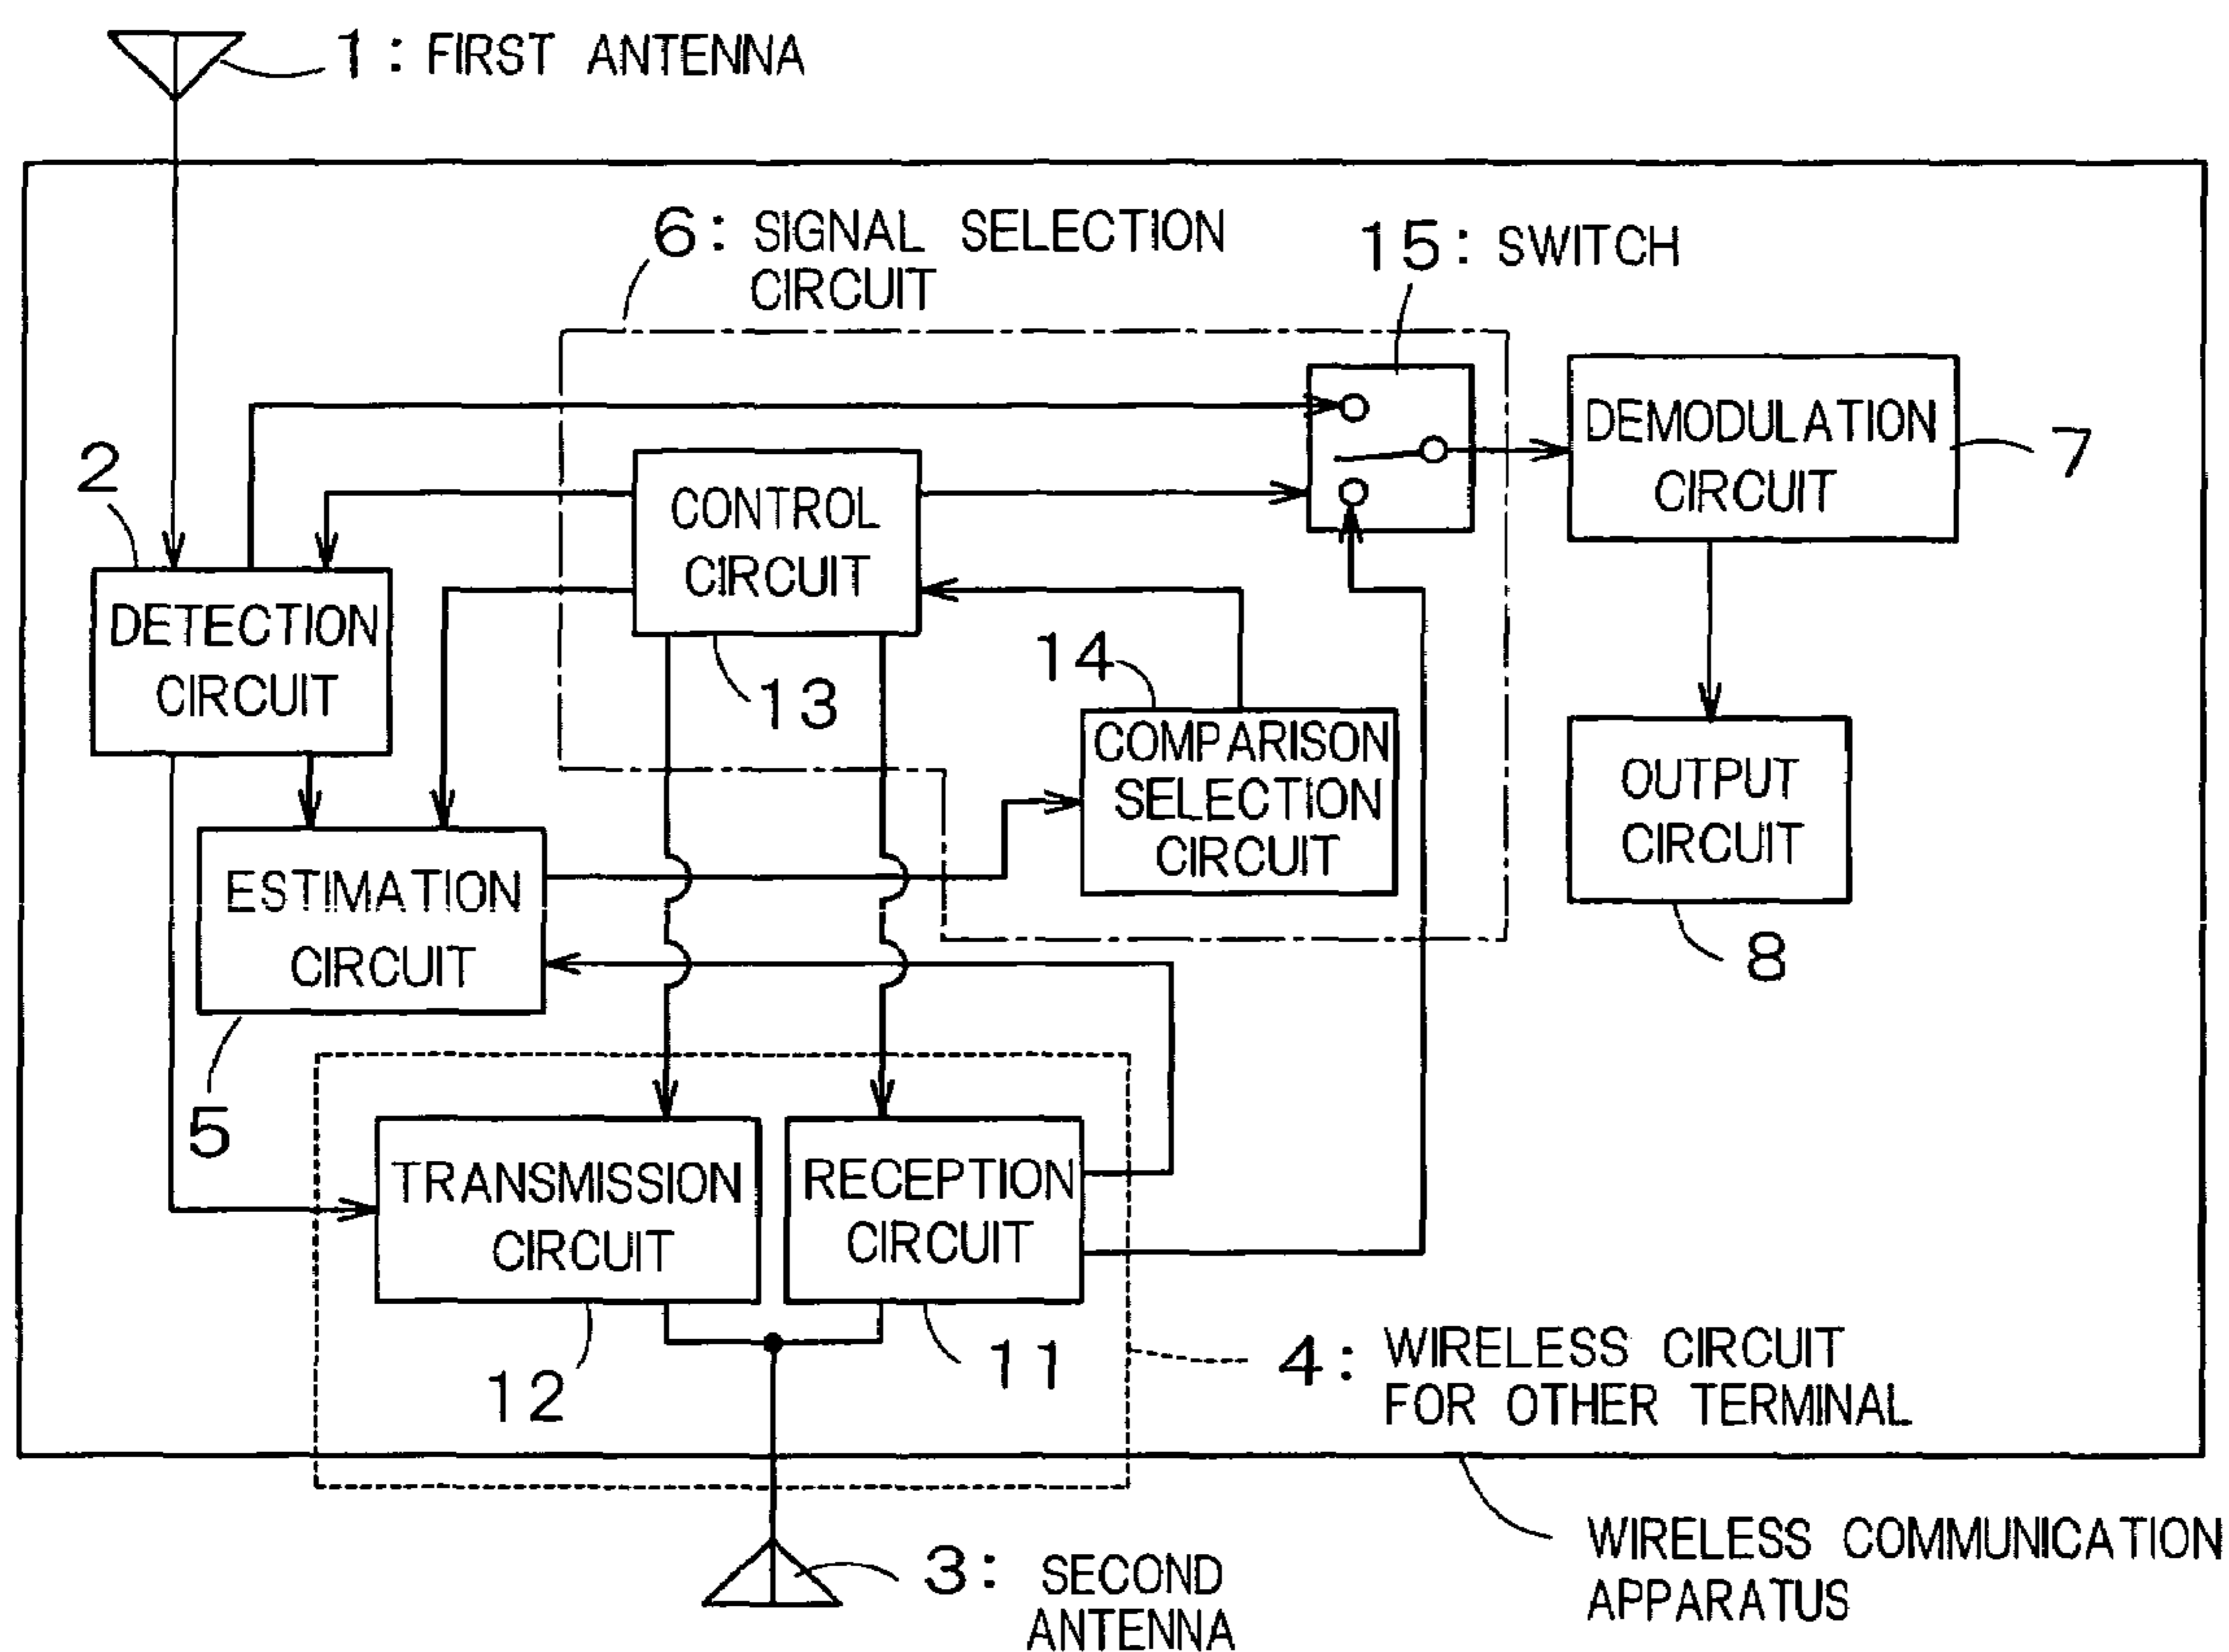 1: FIRST ANTENNA
6: SIGNAL SELECTION
CIRCUIT
15: SWITCH
2
DETECTION
CIRCUIT
CONTROL
CIRCUIT
13
DEMODULATION
CIRCUIT
7
14
COMPARISON
SELECTION
CIRCUIT
OUTPUT
CIRCUIT
8
ESTIMATION
CIRCUIT
5
TRANSMISSION
CIRCUIT
12
RECEPTION
CIRCUIT
11
4: WIRELESS CIRCUIT
FOR OTHER TERMINAL
3: SECOND
ANTENNA
WIRELESS COMMUNICATION
APPARATUS